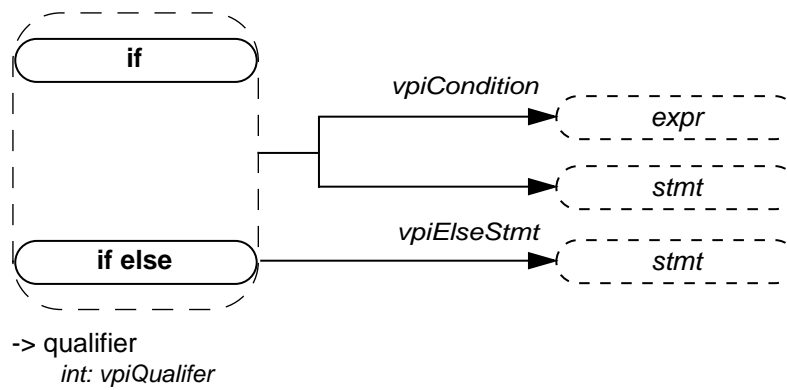 if
vpiCondition
expr
stmt
vpiElseStmt
if else
stmt
-> qualifier
int: vpiQualifer